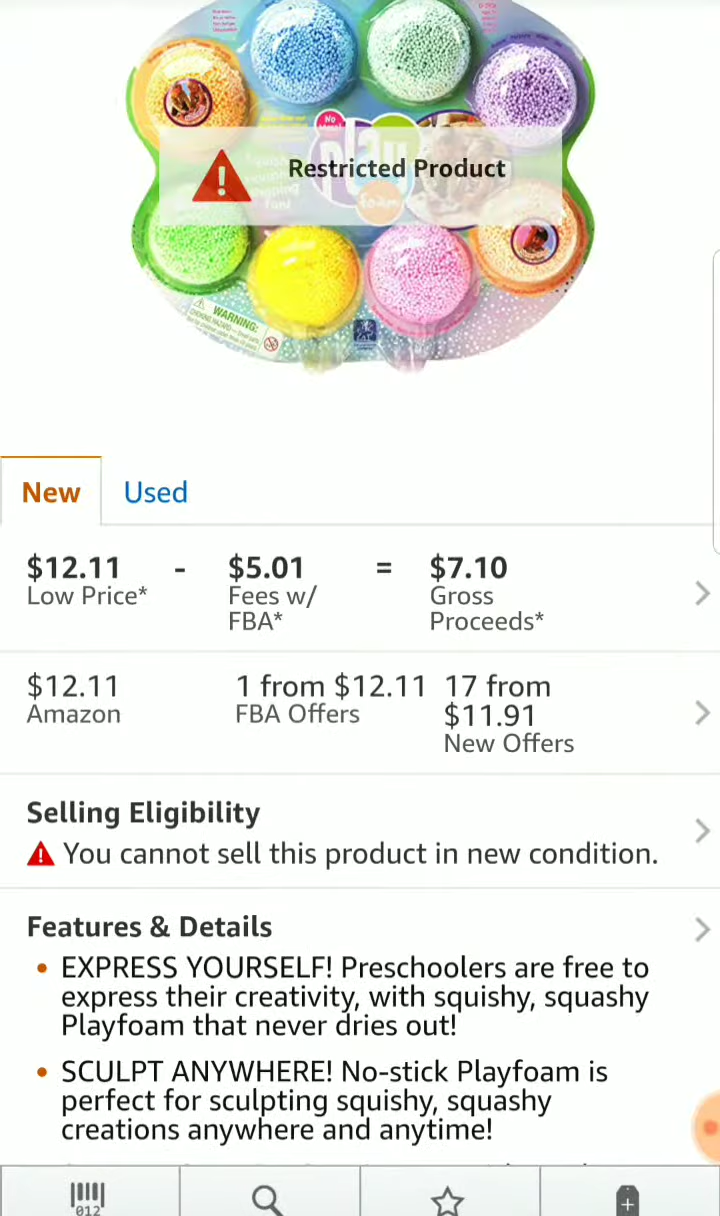 No
play
foam
Restricted Product
WARNING:
New Used
$12.11 - $5.01 = $7.10
Low Price* Fees w/ Gross
FBA* Proceeds*
$12.11 1 from $12.11 17 from
Amazon FBA Offers $11.91
New Offers
Selling Eligibility
You cannot sell this product in new condition.
Features & Details
• EXPRESS YOURSELF! Preschoolers are free to
express their creativity, with squishy, squashy
Playfoam that never dries out!
• SCULPT ANYWHERE! No-stick Playfoam is
perfect for sculpting squishy, squashy
creations anywhere and anytime!
012